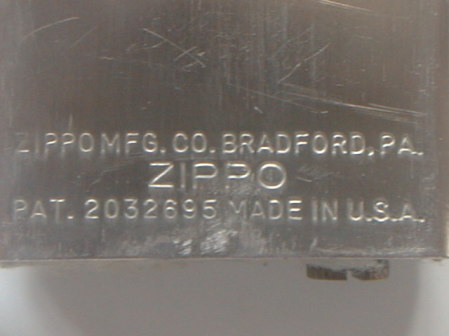 ZIPPO MFG. CO. BRADFORD, PA.
ZIPPO
PAT. 2032695 MADE IN U.S.A.